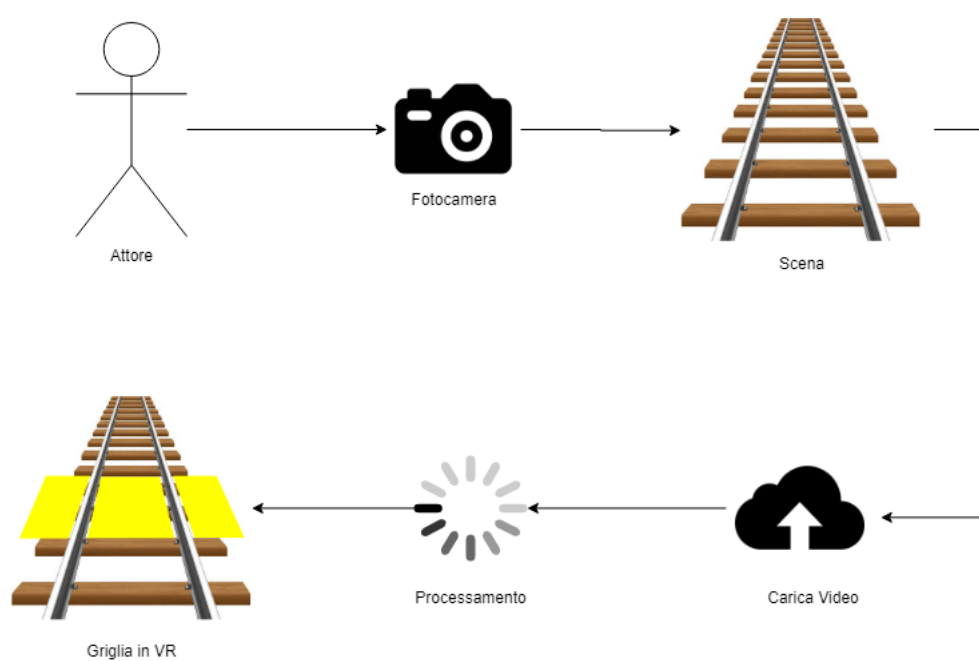 Attore
Fotocamera
Scena
Griglia in VR
Processamento
Carica Video